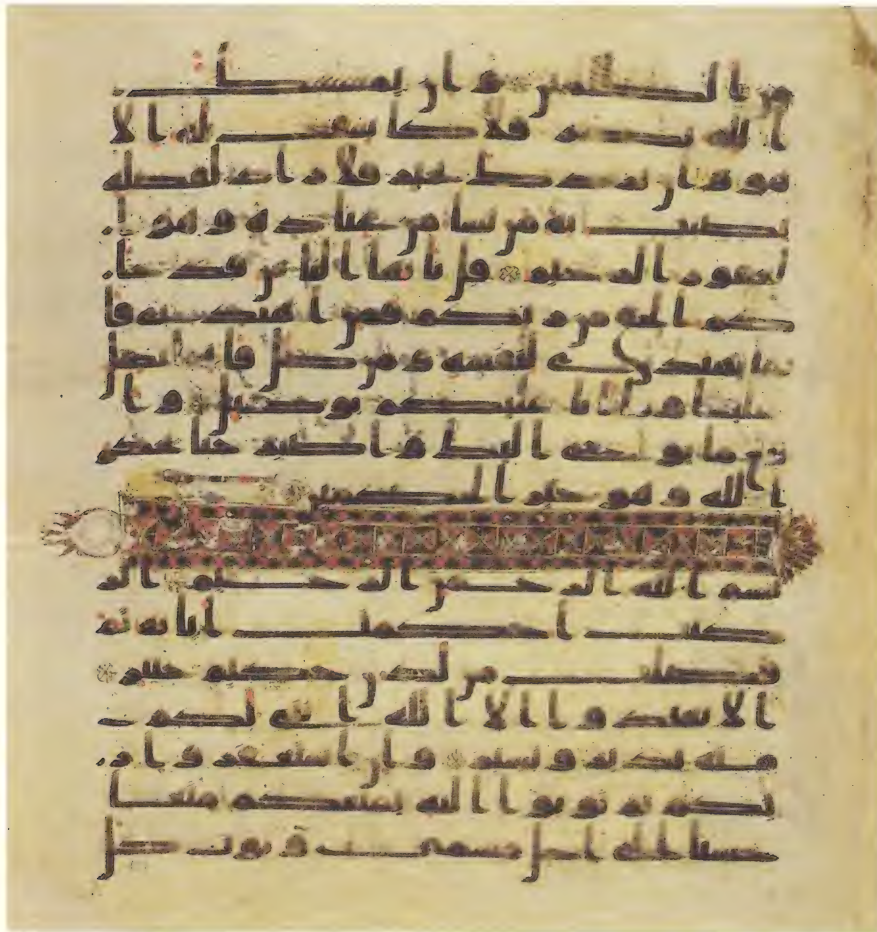 من الظلمين وان يمسسك
الله بضر فلا كاشف له الا
هو وان يردك بخير فلا راد لفضله
يصيب به من يشا من عباده وهو ا
لغفور الرحيم قل يايها الناس قد جا
كم الحق من ربكم فمن اهتدى فا
نما يهتدي لنفسه ومن ضل فانما يضل
عليها وما انا عليكم بوكيل وا
تبع ما يوحى اليك واصبر حتى يحكم
الله وهو خير الحكمين
بسم الله الرحمن الرحيم الر
كتب احكمت ايته ثم
فصلت من لدن حكيم خبير
الا تعبدوا الا الله انني لكم
منه نذير وبشير وان استغفروا ر
بكم ثم توبوا اليه يمتعكم متعا
حسنا الى اجل مسمى ويوت كل